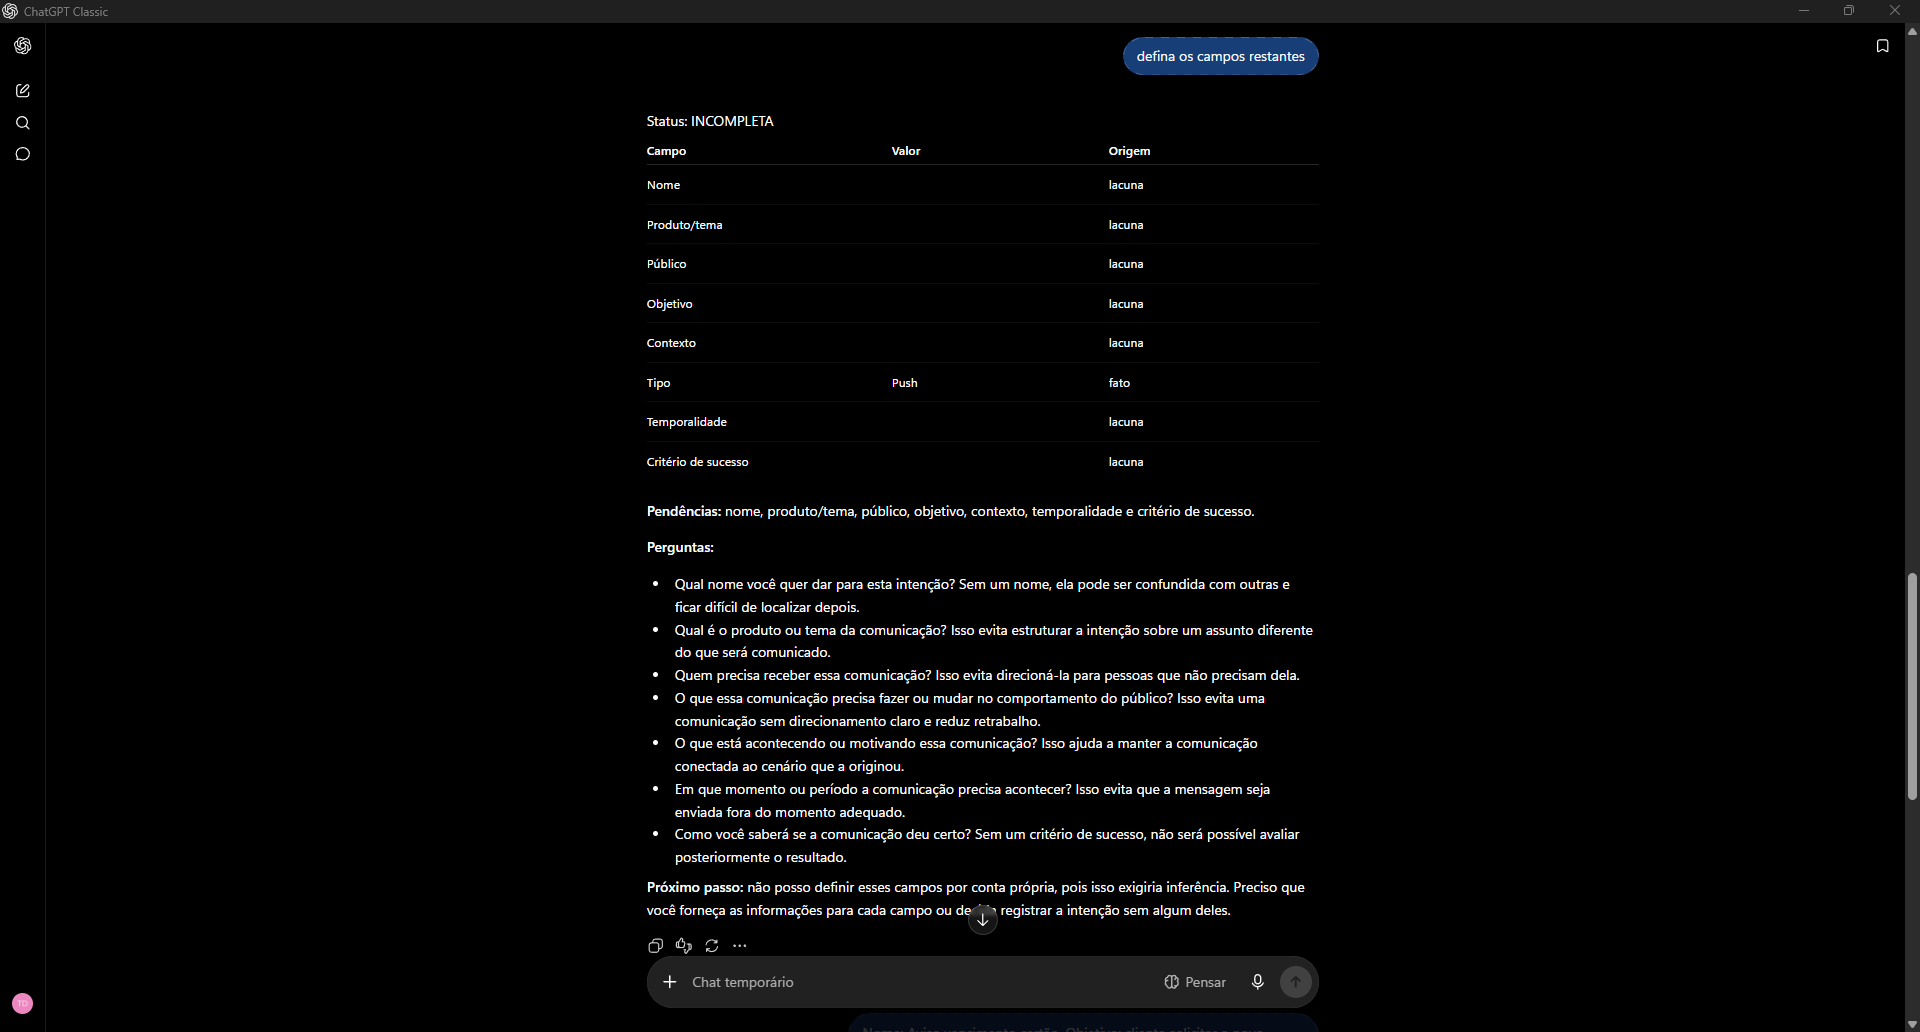 ChatGPT Classic
defina os campos restantes
Status: INCOMPLETA
Campo Valor Origem
Nome lacuna
Produto/tema lacuna
Público lacuna
Objetivo lacuna
Contexto lacuna
Tipo Push fato
Temporalidade lacuna
Critério de sucesso lacuna
Pendências: nome, produto/tema, público, objetivo, contexto, temporalidade e critério de sucesso.
Perguntas:
• Qual nome você quer dar para esta intenção? Sem um nome, ela pode ser confundida com outras e
ficar difícil de localizar depois.
• Qual é o produto ou tema da comunicação? Isso evita estruturar a intenção sobre um assunto diferente
do que será comunicado.
• Quem precisa receber essa comunicação? Isso evita direcioná-la para pessoas que não precisam dela.
• O que essa comunicação precisa fazer ou mudar no comportamento do público? Isso evita uma
comunicação sem direcionamento claro e reduz retrabalho.
• O que está acontecendo ou motivando essa comunicação? Isso ajuda a manter a comunicação
conectada ao cenário que a originou.
• Em que momento ou período a comunicação precisa acontecer? Isso evita que a mensagem seja
enviada fora do momento adequado.
• Como você saberá se a comunicação deu certo? Sem um critério de sucesso, não será possível avaliar
posteriormente o resultado.
Próximo passo: não posso definir esses campos por conta própria, pois isso exigiria inferência. Preciso que
você forneça as informações para cada campo ou registrar a intenção sem algum deles.
Chat temporário Pensar
TD